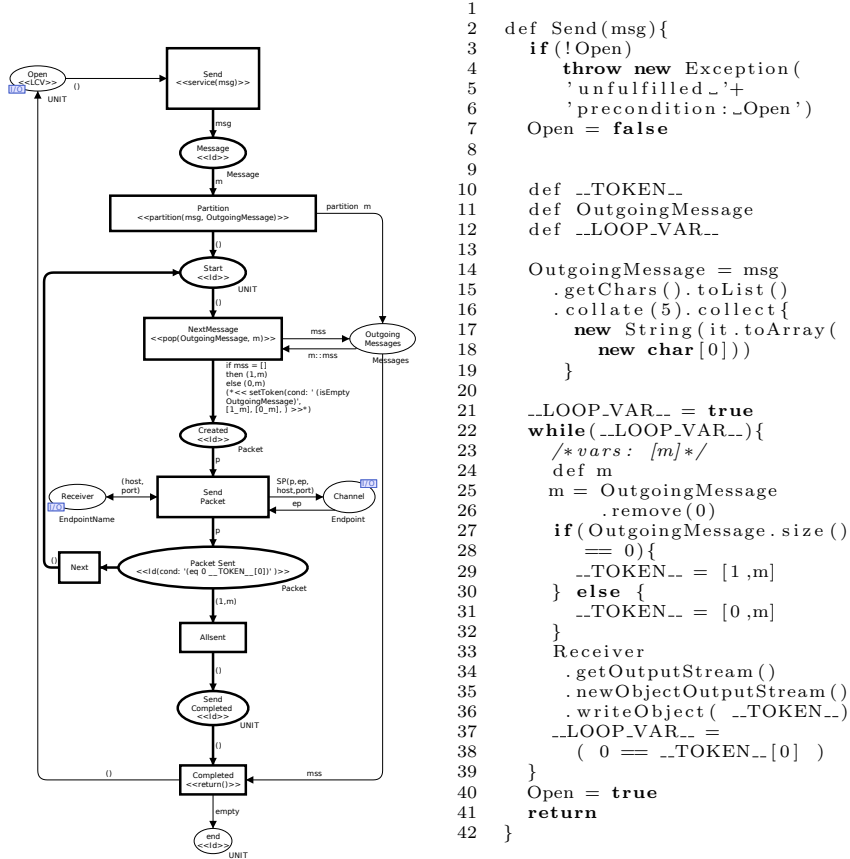 Send
<<service(msg)>>
Open
<<LCV>>
I/O
UNIT
()
msg
Message
<<Id>>
Message
m
Partition
<<partition(msg, OutgoingMessage)>>
partition m
()
Start
<<Id>>
UNIT
()
NextMessage
<<pop(OutgoingMessage, m)>>
mss
m::mss
Outgoing
Messages
Messages
if mss = []
then (1,m)
else (0,m)
(*<< setToken(cond: ' (isEmpty
OutgoingMessage)',
[1_m], [0_m], ) >>*)
Created
<<Id>>
Packet
p
Receiver
I/O
EndpointName
(host,
port)
Send
Packet
SP(p,ep,
host,port)
ep
Channel
I/O
Endpoint
p
()
Next
Packet Sent
<<Id(cond: '(eq 0 __TOKEN__[0])' )>>
Packet
(1,m)
Allsent
()
Send
Completed
<<Id>>
UNIT
()
()
Completed
<<return()>>
mss
empty
end
<<Id>>
UNIT
1
2 def Send(msg){
3 if(!Open)
4 throw new Exception(
5 'unfulfilled␣'+
6 'precondition:␣Open')
7 Open = false
8
9
10 def __TOKEN__
11 def OutgoingMessage
12 def __LOOP_VAR__
13
14 OutgoingMessage = msg
15 .getChars().toList()
16 .collate(5).collect{
17 new String(it.toArray(
18 new char[0]))
19 }
20
21 __LOOP_VAR__ = true
22 while(__LOOP_VAR__){
23 /*vars: [m]*/
24 def m
25 m = OutgoingMessage
26 .remove(0)
27 if(OutgoingMessage.size()
28 == 0){
29 __TOKEN__ = [1,m]
30 } else {
31 __TOKEN__ = [0,m]
32 }
33 Receiver
34 .getOutputStream()
35 .newObjectOutputStream()
36 .writeObject( __TOKEN__)
37 __LOOP_VAR__ =
38 ( 0 == __TOKEN__[0] )
39 }
40 Open = true
41 return
42 }